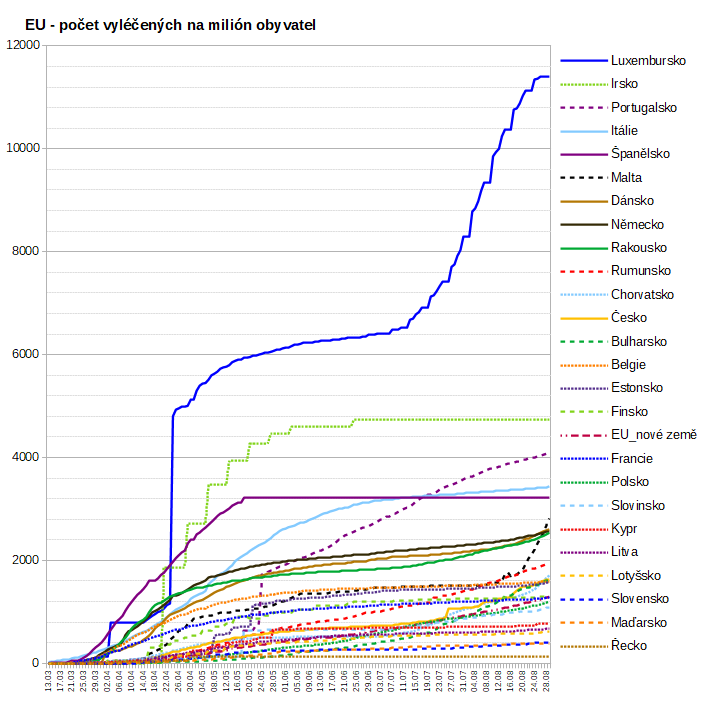 EU - počet vyléčených na milión obyvatel
12000
10000
8000
6000
4000
2000
0
Luxembursko
Irsko
Portugalsko
Itálie
Španělsko
Malta
Dánsko
Německo
Rakousko
Rumunsko
Chorvatsko
Česko
Bulharsko
Belgie
Estonsko
Finsko
EU_nové země
Francie
Polsko
Slovinsko
Kypr
Litva
Lotyšsko
Slovensko
Maďarsko
Řecko
13.03
17.03
21.03
25.03
29.03
02.04
06.04
10.04
14.04
18.04
22.04
26.04
30.04
04.05
08.05
12.05
16.05
20.05
24.05
28.05
01.06
05.06
09.06
13.06
17.06
21.06
25.06
29.06
03.07
07.07
11.07
15.07
19.07
23.07
27.07
31.07
04.08
08.08
12.08
16.08
20.08
24.08
28.08